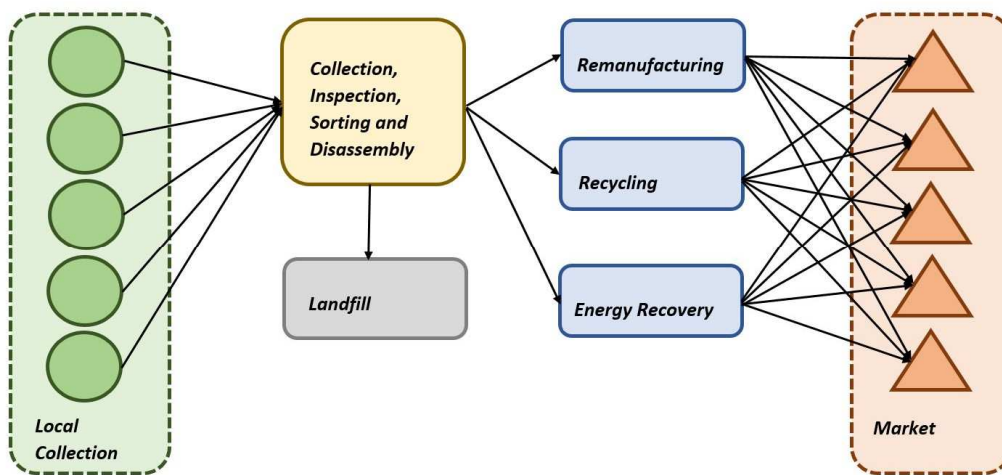 Collection,
Inspection,
Sorting and
Disassembly
Landfill
Remanufacturing
Recycling
Energy Recovery
Local
Collection
Market